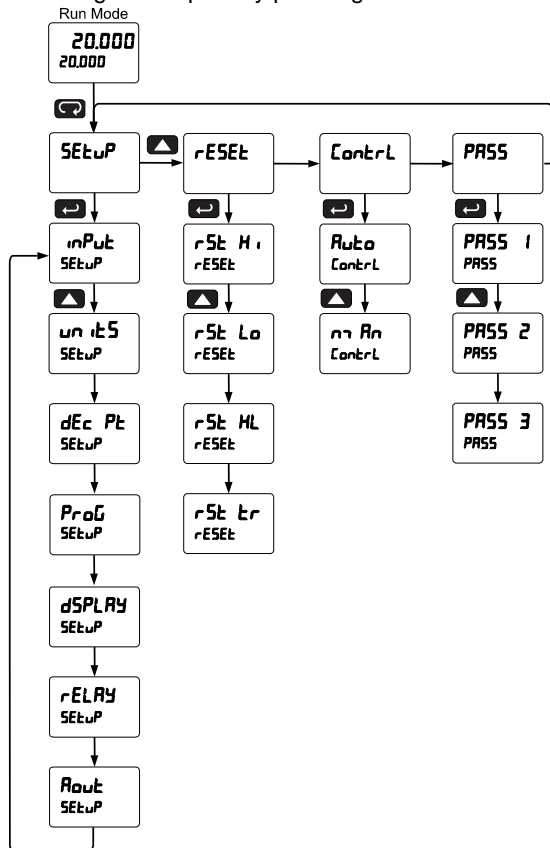 Run Mode
20.000
20.000
SEtuP
rESEt
ContrL
PASS
inPut
SEtuP
rSt Hi
rESEt
Auto
ContrL
PASS 1
PASS
unitS
SEtuP
rSt Lo
rESEt
mAn
ContrL
PASS 2
PASS
dEc Pt
SEtuP
rSt HL
rESEt
PASS 3
PASS
ProG
SEtuP
rSt tr
rESEt
dSPLAY
SEtuP
rELAY
SEtuP
Aout
SEtuP